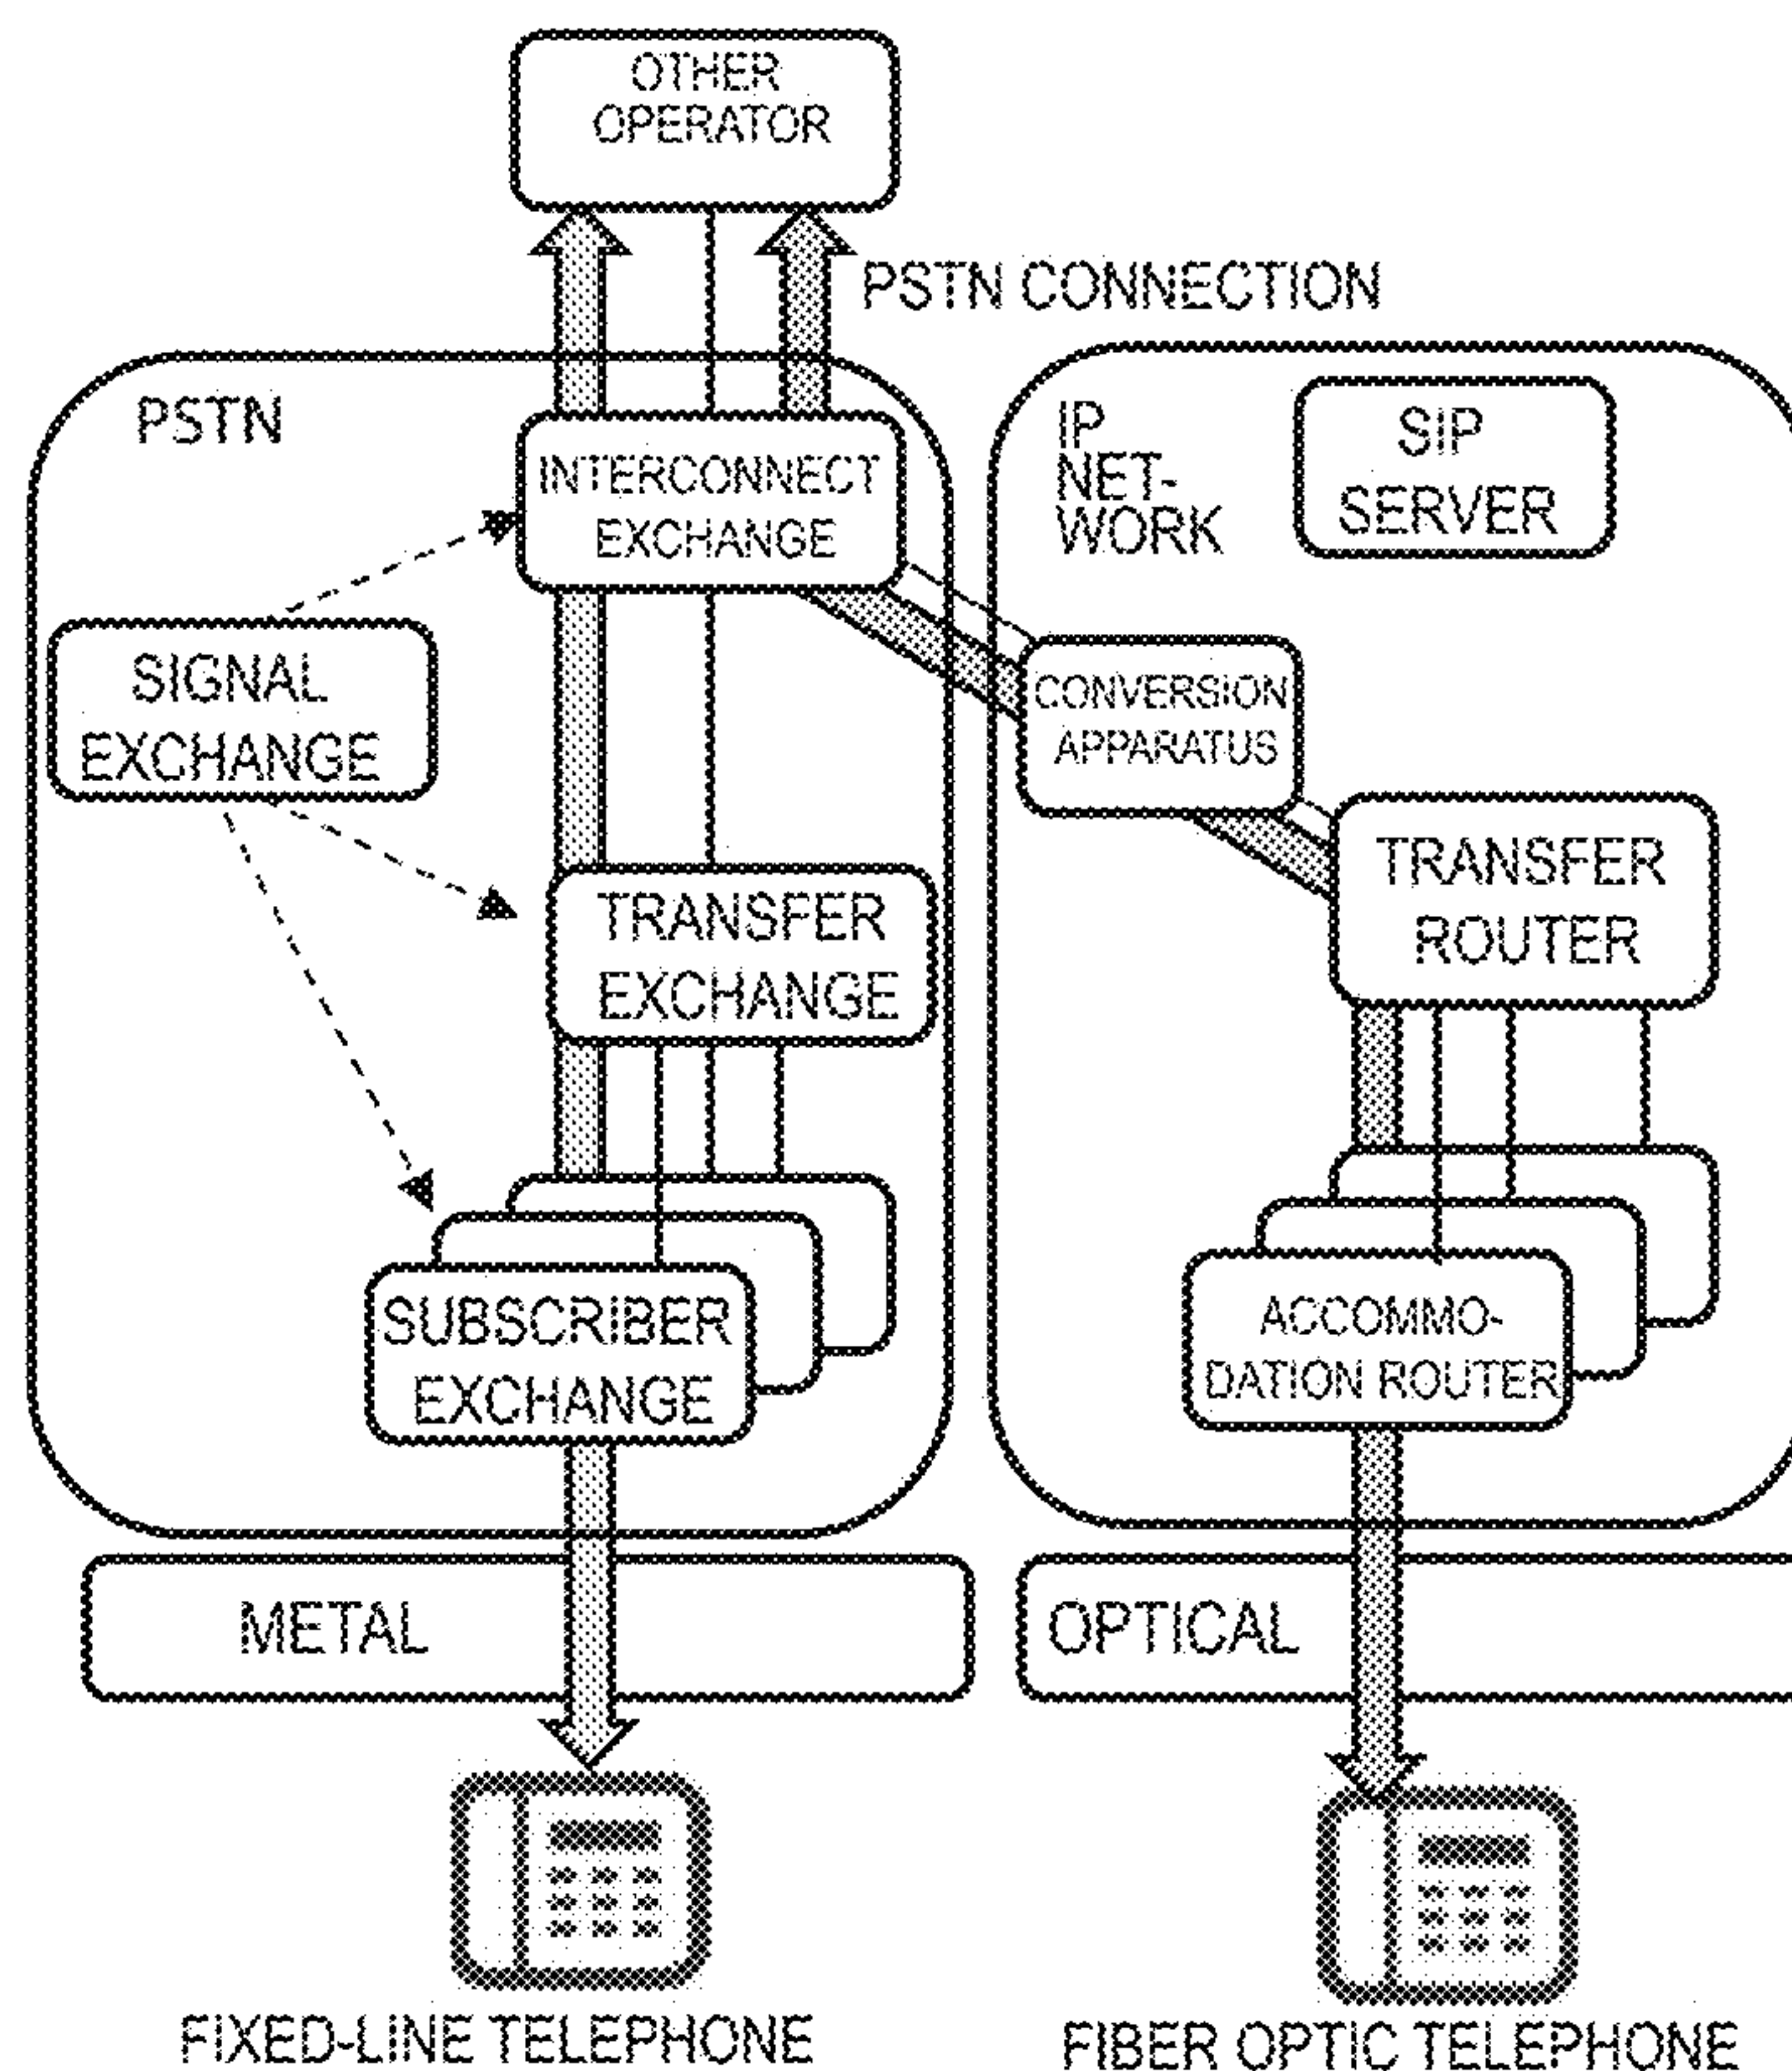 OTHER
OPERATOR
PSTN CONNECTION
PSTN
INTERCONNECT
EXCHANGE
IP
NET-
WORK
SIP
SERVER
SIGNAL
EXCHANGE
CONVERSION
APPARATUS
TRANSFER
EXCHANGE
TRANSFER
ROUTER
SUBSCRIBER
EXCHANGE
ACCOMMO-
DATION ROUTER
METAL
OPTICAL
FIXED-LINE TELEPHONE
FIBER OPTIC TELEPHONE